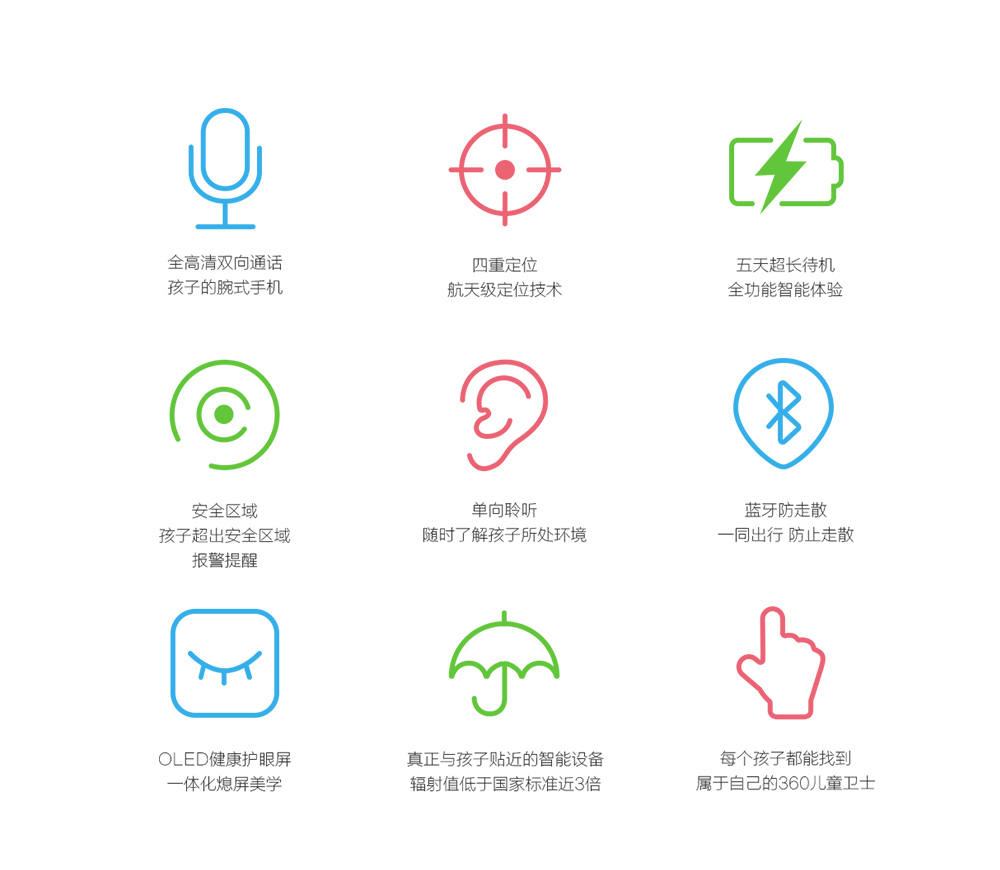 全高清双向通话
孩子的腕式手机
四重定位
航天级定位技术
五天超长待机
全功能智能体验
安全区域
孩子超出安全区域
报警提醒
单向聆听
随时了解孩子所处环境
蓝牙防走散
一同出行 防止走散
OLED健康护眼屏
一体化熄屏美学
真正与孩子贴近的智能设备
辐射值低于国家标准近3倍
每个孩子都能找到
属于自己的360儿童卫士